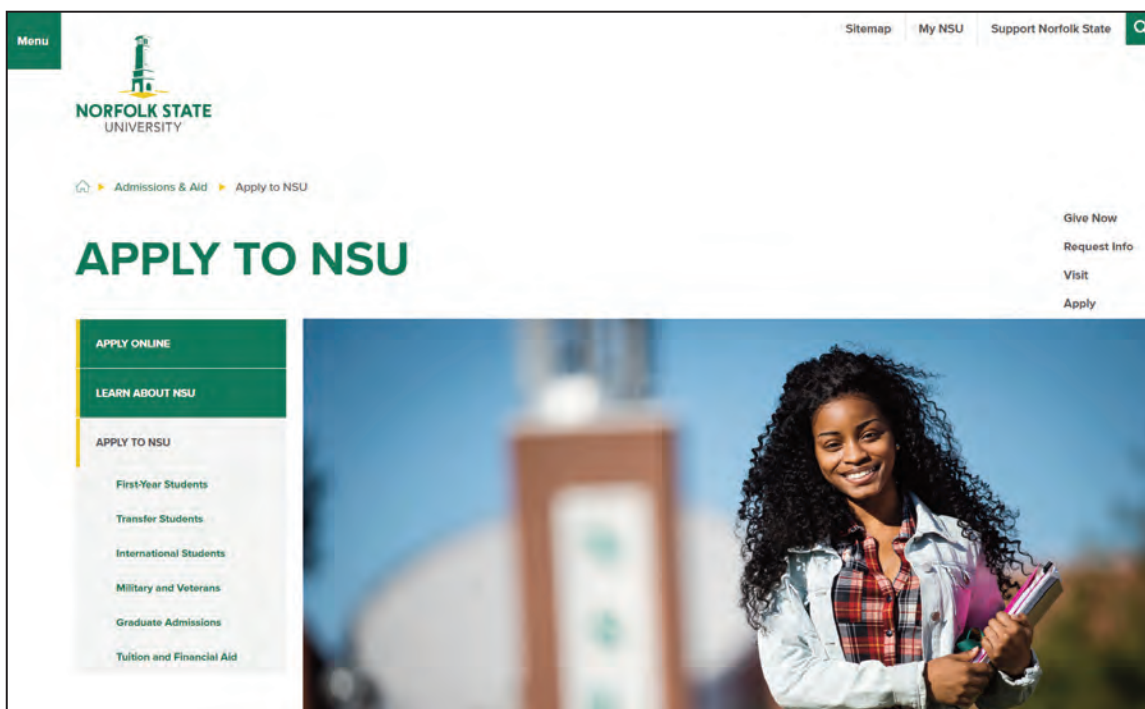 Menu
Sitemap My NSU Support Norfolk State
NORFOLK STATE
UNIVERSITY
Admissions & Aid Apply to NSU
Give Now
Request Info
Visit
Apply
APPLY TO NSU
APPLY ONLINE
LEARN ABOUT NSU
APPLY TO NSU
First-Year Students
Transfer Students
International Students
Military and Veterans
Graduate Admissions
Tuition and Financial Aid